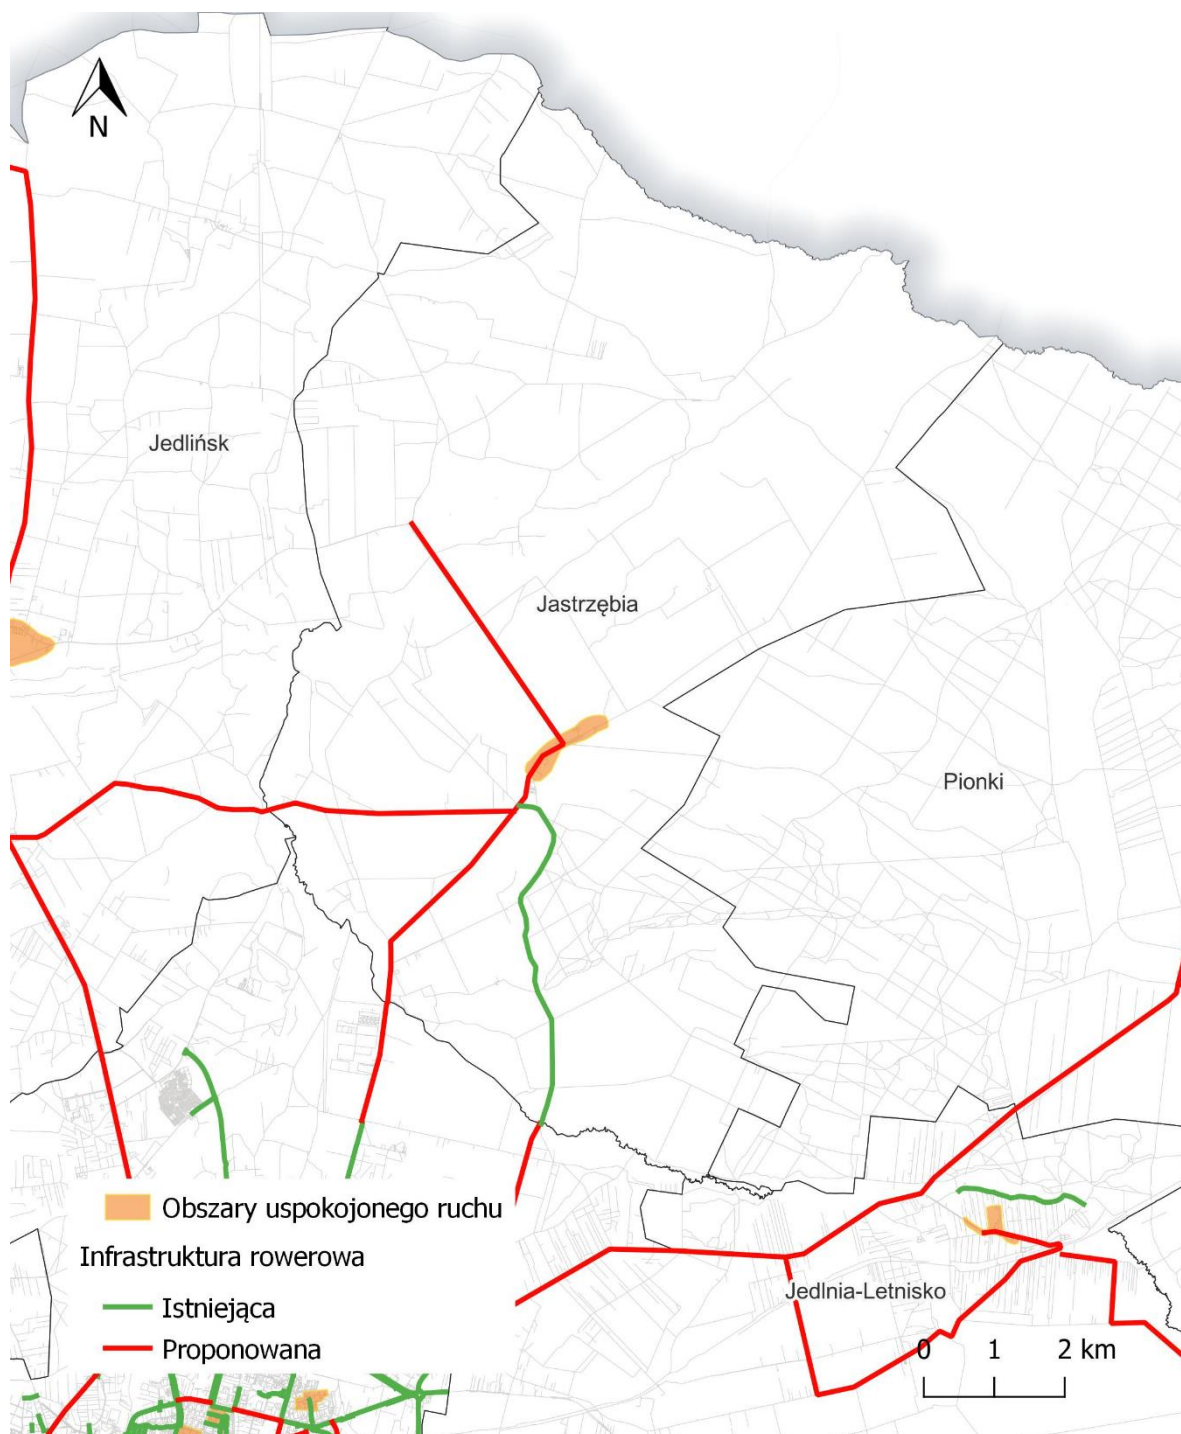 N
Jedlińsk
Jastrzębia
Pionki
Obszary uspokojonego ruchu
Infrastruktura rowerowa
Istniejąca
Proponowana
Jedlnia-Letnisko
0 1 2 km